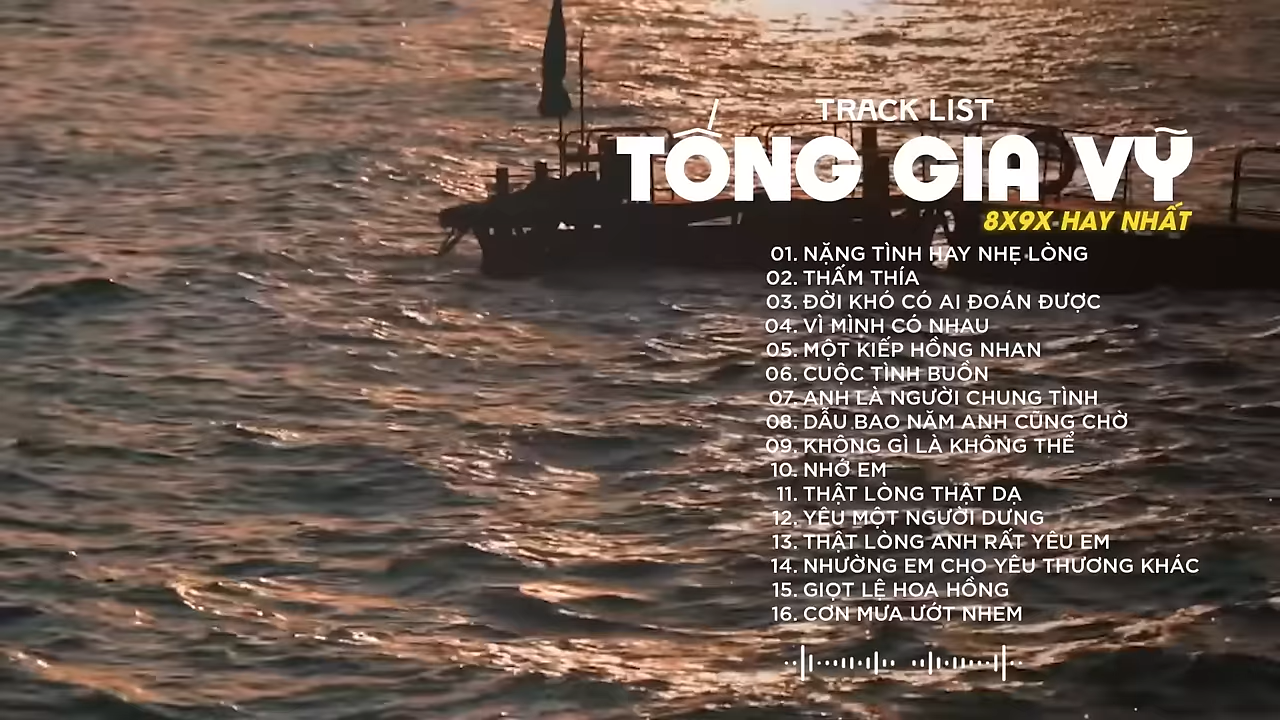 TRACK LIST
TỐNG GIA VỸ
8X9X HAY NHẤT
01. NẶNG TÌNH HAY NHẸ LÒNG
02. THẤM THÍA
03. ĐỜI KHÓ CÓ AI ĐOÁN ĐƯỢC
04. VÌ MÌNH CÓ NHAU
05. MỘT KIẾP HỒNG NHAN
06. CUỘC TÌNH BUỒN
07. ANH LÀ NGƯỜI CHUNG TÌNH
08. DẪU BAO NĂM ANH CŨNG CHỜ
09. KHÔNG GÌ LÀ KHÔNG THỂ
10. NHỚ EM
11. THẬT LÒNG THẬT DẠ
12. YÊU MỘT NGƯỜI DƯNG
13. THẬT LÒNG ANH RẤT YÊU EM
14. NHƯỜNG EM CHO YÊU THƯƠNG KHÁC
15. GIỌT LỆ HOA HỒNG
16. CƠN MƯA ƯỚT NHEM